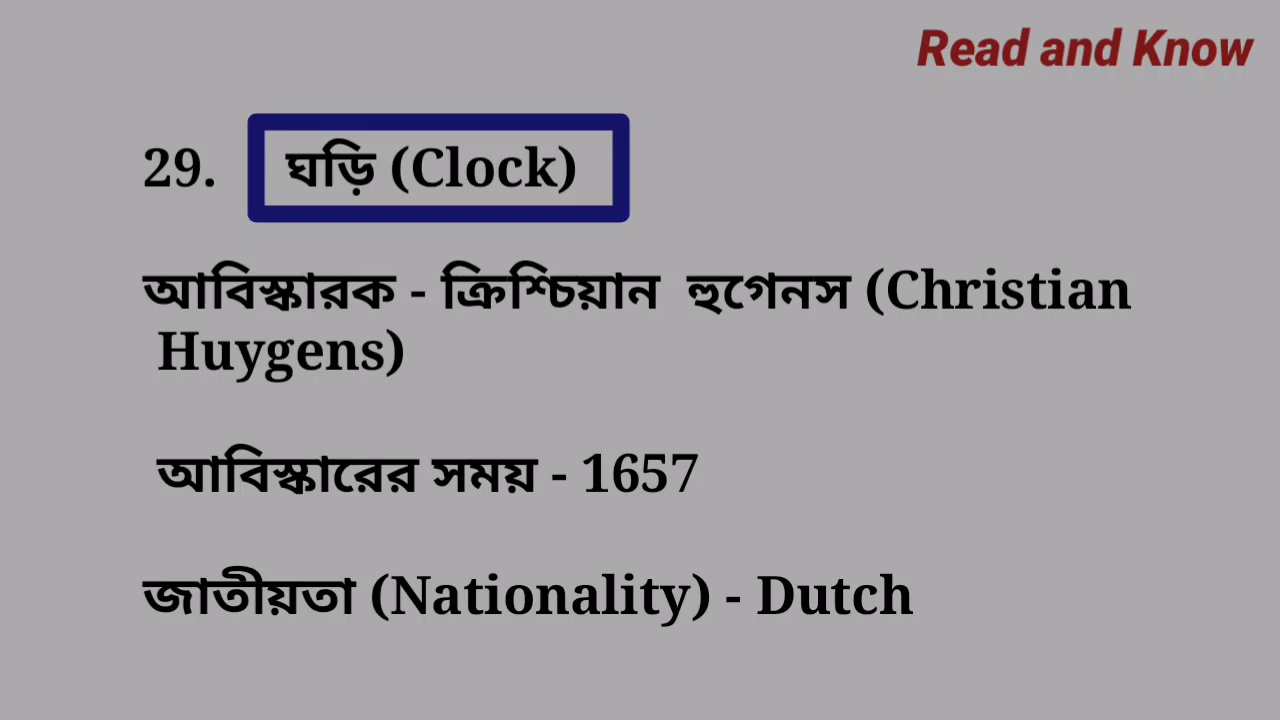 Read and Know
29. ঘড়ি (Clock)
আবিস্কারক - ক্রিশ্চিয়ান হুগেনস (Christian
Huygens)
আবিস্কারের সময় - 1657
জাতীয়তা (Nationality) - Dutch